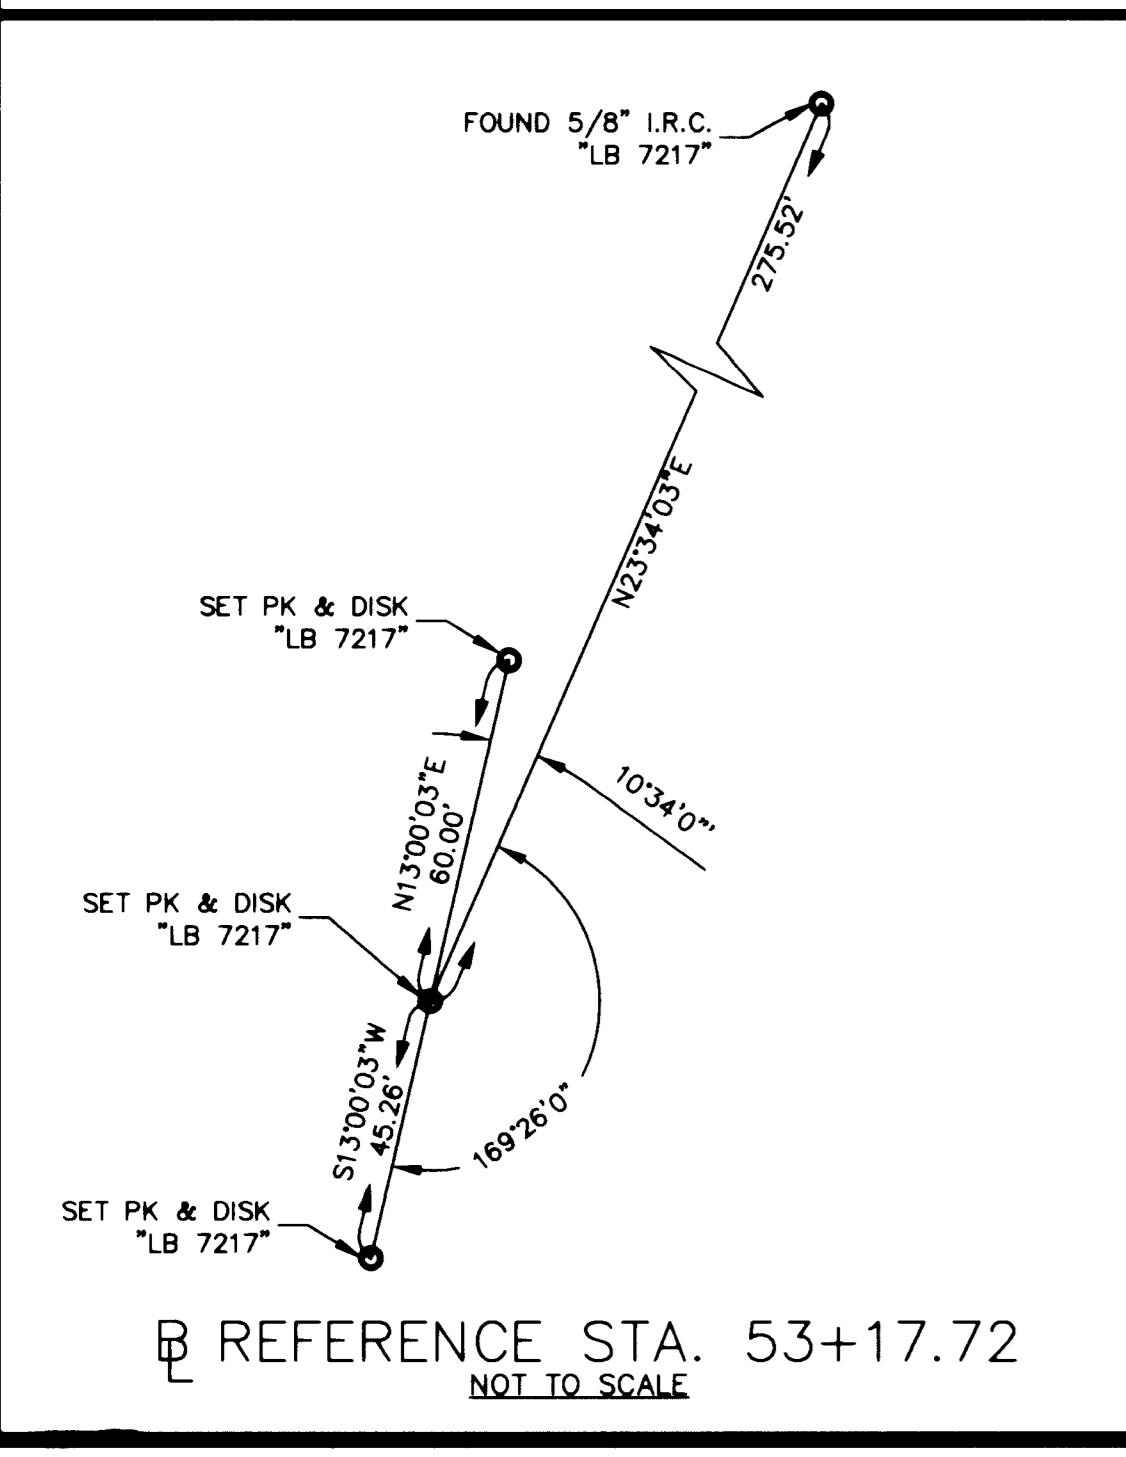 FOUND 5/8" I.R.C.
"LB 7217"
275.52'
N23°34'03"E
SET PK & DISK
"LB 7217"
10°34'0"'
N13°00'03"E
60.00'
SET PK & DISK
"LB 7217"
S13°00'03"W
45.26'
169°26'0"
SET PK & DISK
"LB 7217"
BL REFERENCE STA. 53+17.72
NOT TO SCALE